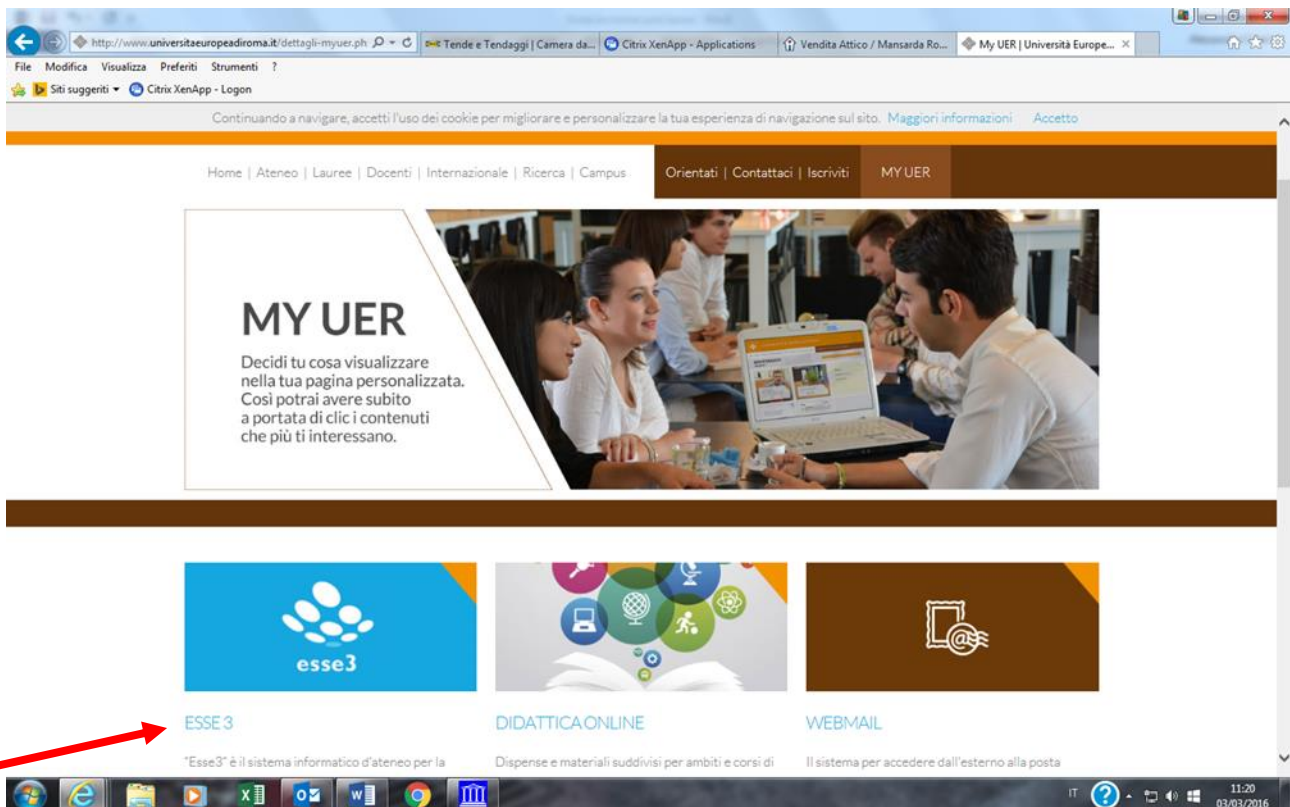 http://www.universitaeuropeadiroma.it/dettagli-myuer.ph
Tende e Tendaggi | Camera da...
Citrix XenApp - Applications
Vendita Attico / Mansarda Ro...
My UER | Università Europe...
File Modifica Visualizza Preferiti Strumenti ?
Siti suggeriti Citrix XenApp - Logon
Continuando a navigare, accetti l'uso dei cookie per migliorare e personalizzare la tua esperienza di navigazione sul sito. Maggiori informazioni Accetto
Home | Ateneo | Lauree | Docenti | Internazionale | Ricerca | Campus Orientati | Contattaci | Iscriviti MY UER
MY UER
Decidi tu cosa visualizzare
nella tua pagina personalizzata.
Così potrai avere subito
a portata di clic i contenuti
che più ti interessano.
esse3
ESSE 3
"Esse3" è il sistema informatico d'ateneo per la
DIDATTICA ONLINE
Dispense e materiali suddivisi per ambiti e corsi di
WEBMAIL
Il sistema per accedere dall'esterno alla posta
IT
11:20
03/03/2016